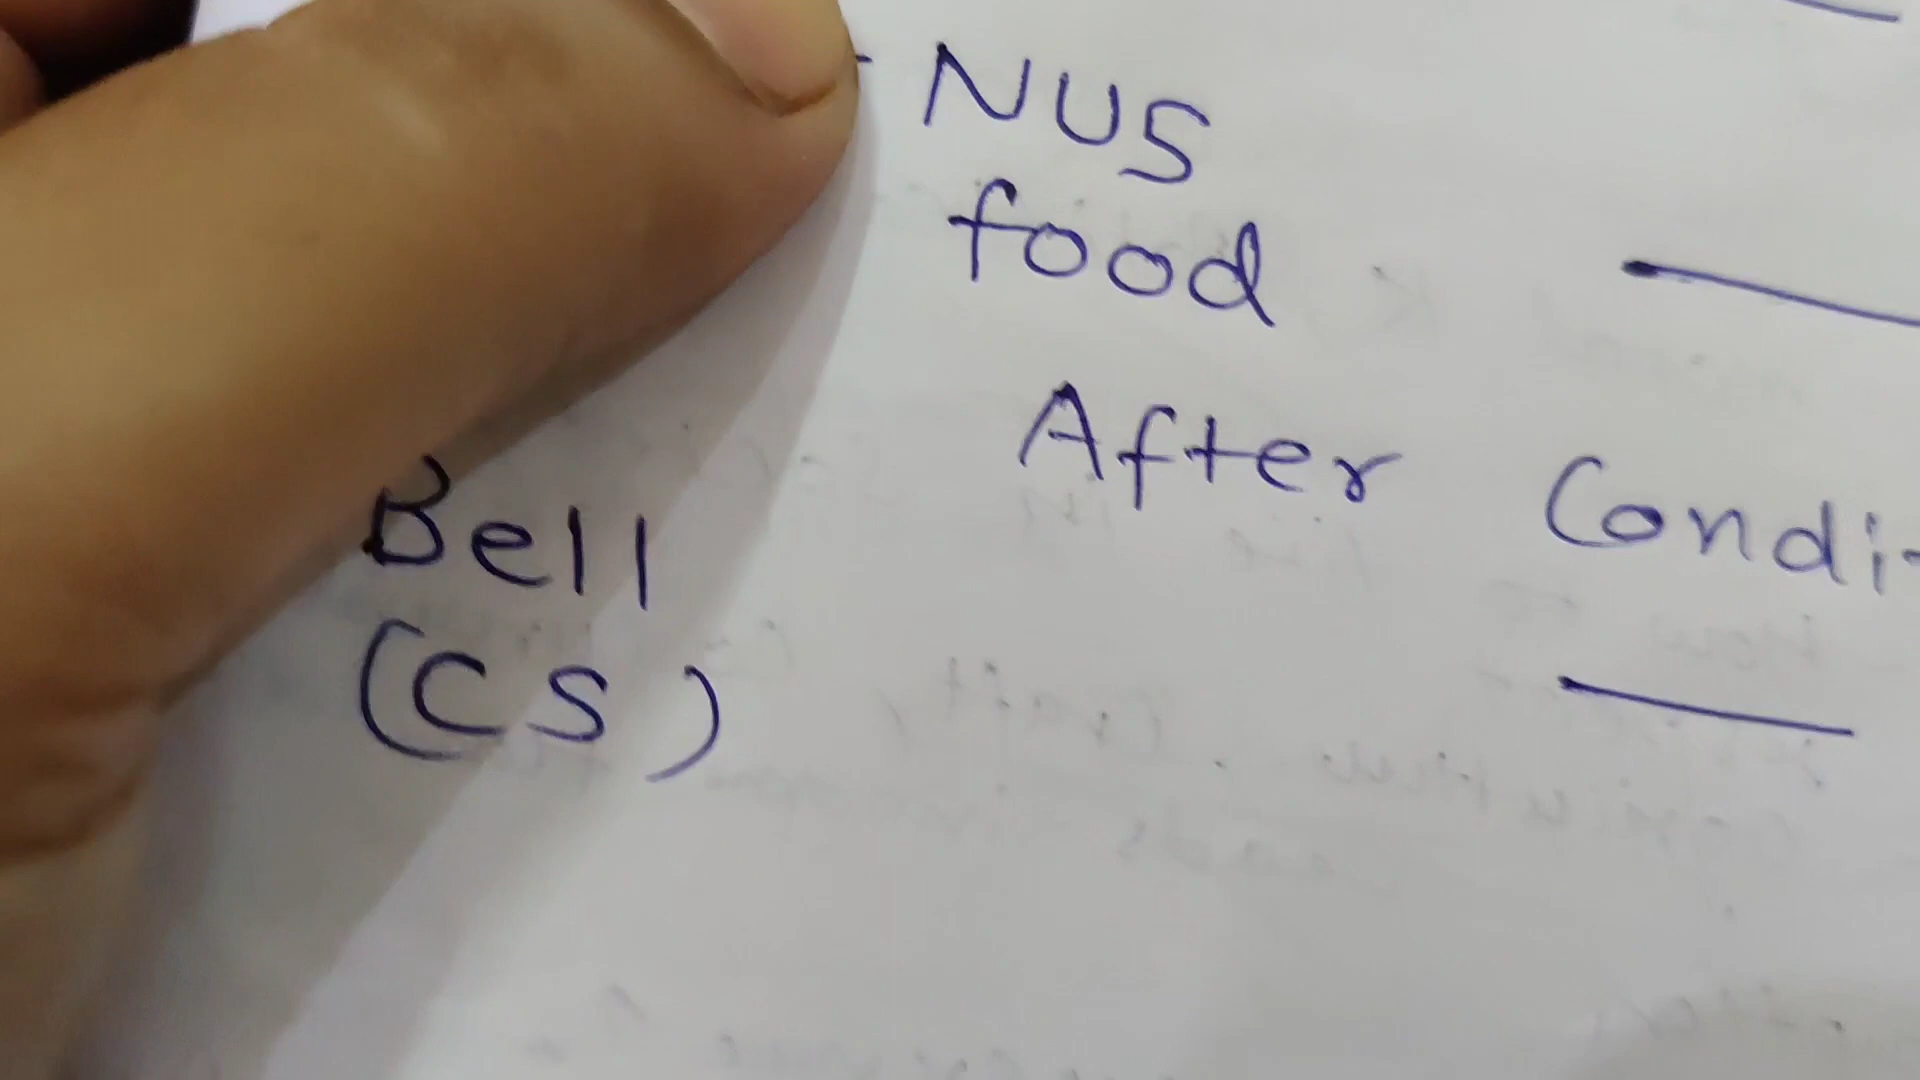 NUS
food
After Condi
Bell
(CS)